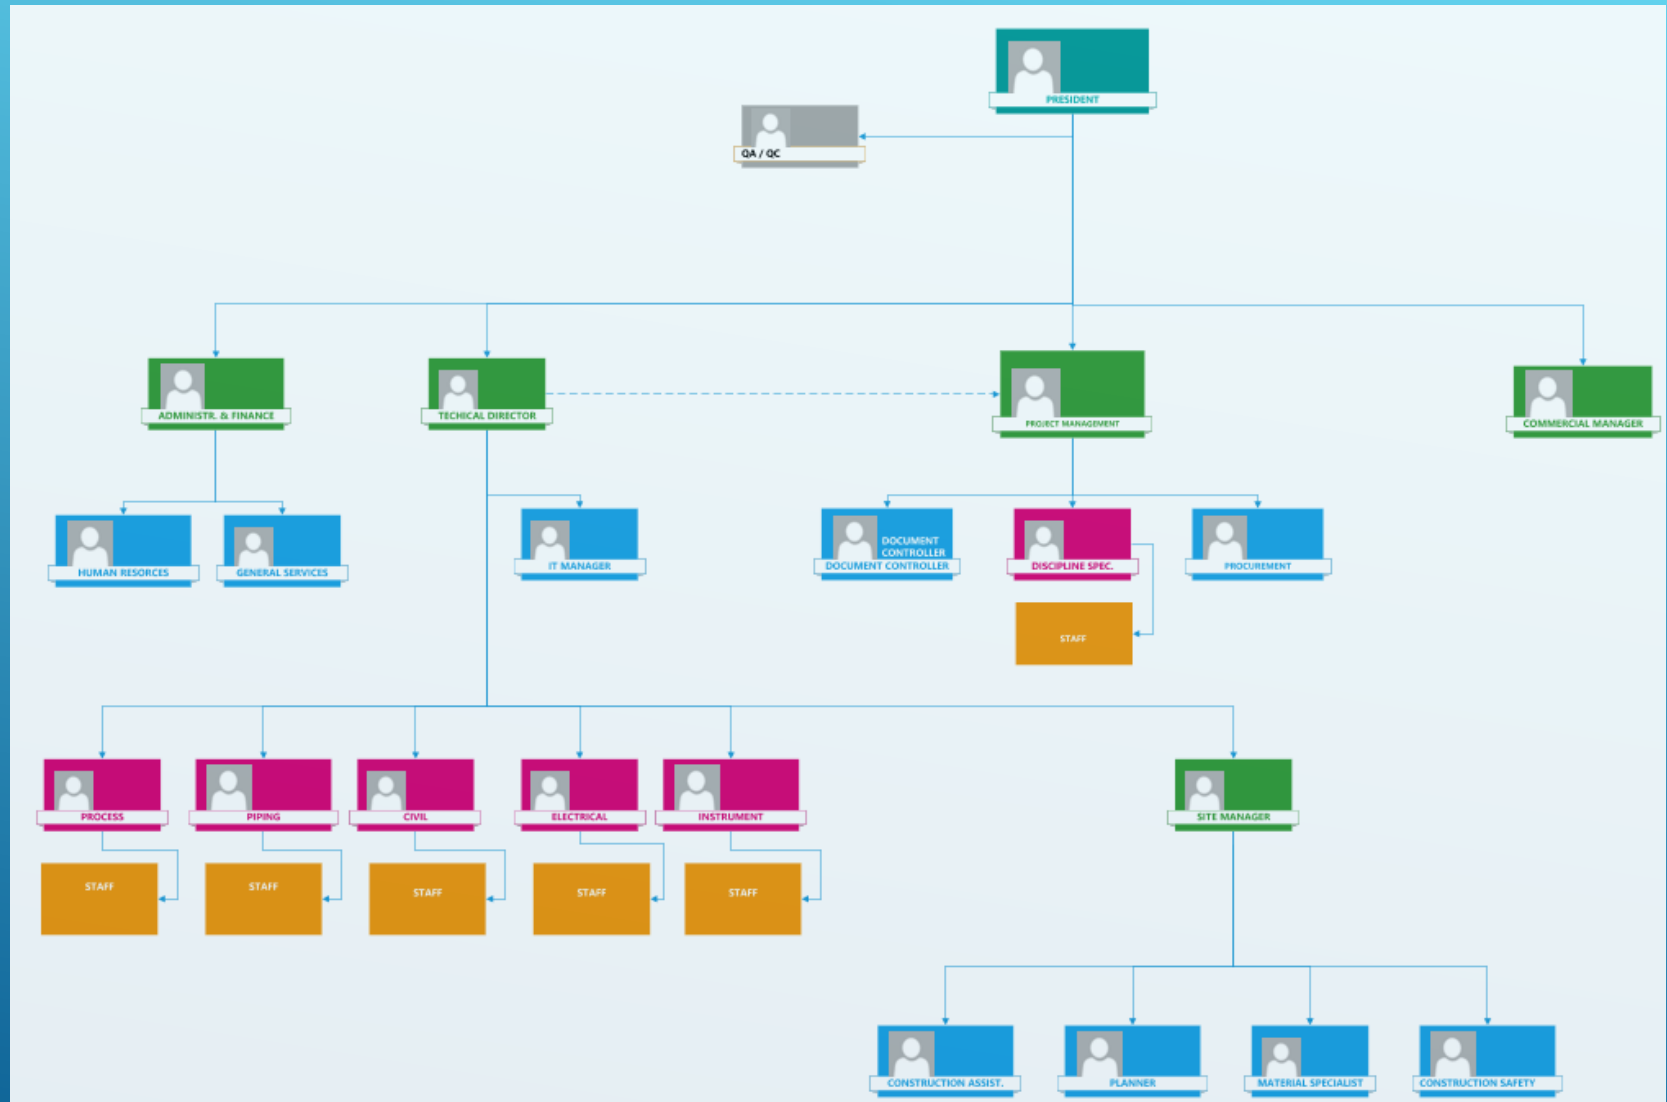 PRESIDENT
QA / QC
ADMINISTR. & FINANCE
TECHICAL DIRECTOR
PROJECT MANAGEMENT
COMMERCIAL MANAGER
HUMAN RESORCES
GENERAL SERVICES
IT MANAGER
DOCUMENT
CONTROLLER
DOCUMENT CONTROLLER
DISCIPLINE SPEC.
PROCUREMENT
STAFF
PROCESS
PIPING
CIVIL
ELECTRICAL
INSTRUMENT
SITE MANAGER
STAFF
STAFF
STAFF
STAFF
STAFF
CONSTRUCTION ASSIST.
PLANNER
MATERIAL SPECIALIST
CONSTRUCTION SAFETY